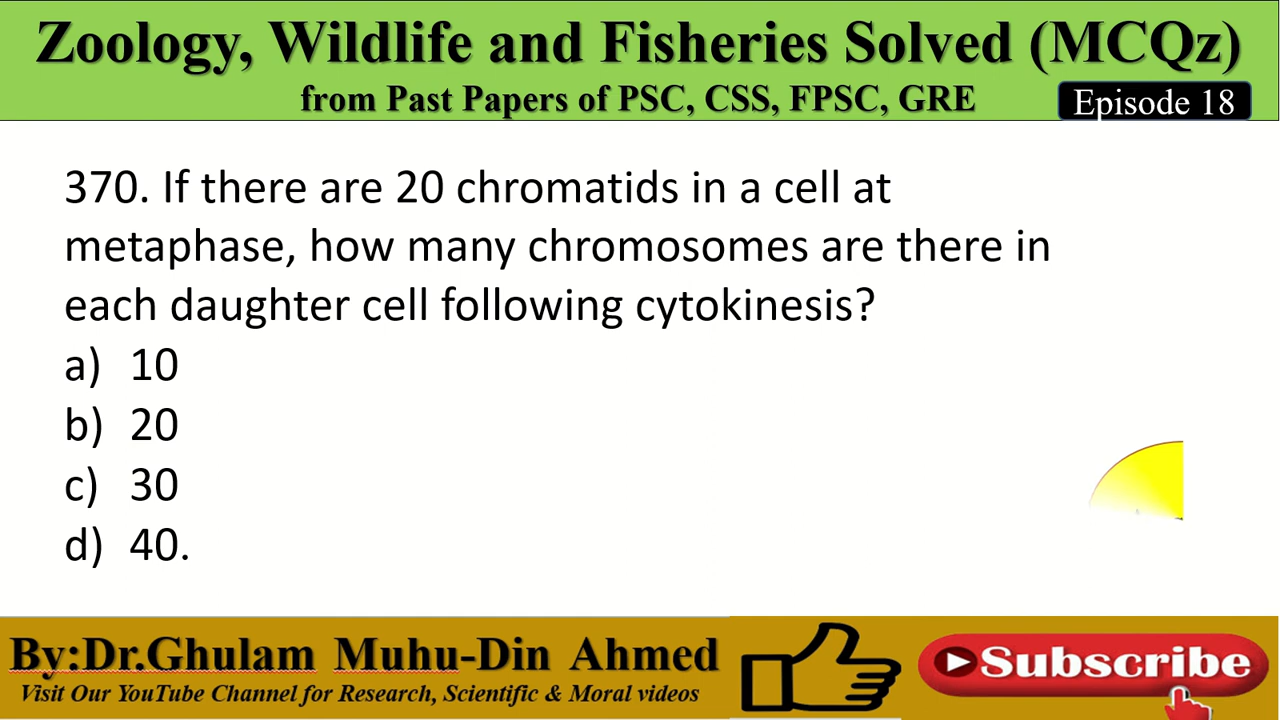 Zoology, Wildlife and Fisheries Solved (MCQz)
from Past Papers of PSC, CSS, FPSC, GRE
Episode 18
370. If there are 20 chromatids in a cell at
metaphase, how many chromosomes are there in
each daughter cell following cytokinesis?
a) 10
b) 20
c) 30
d) 40.
By:Dr.Ghulam Muhu-Din Ahmed
Visit Our YouTube Channel for Research, Scientific & Moral videos
Subscribe